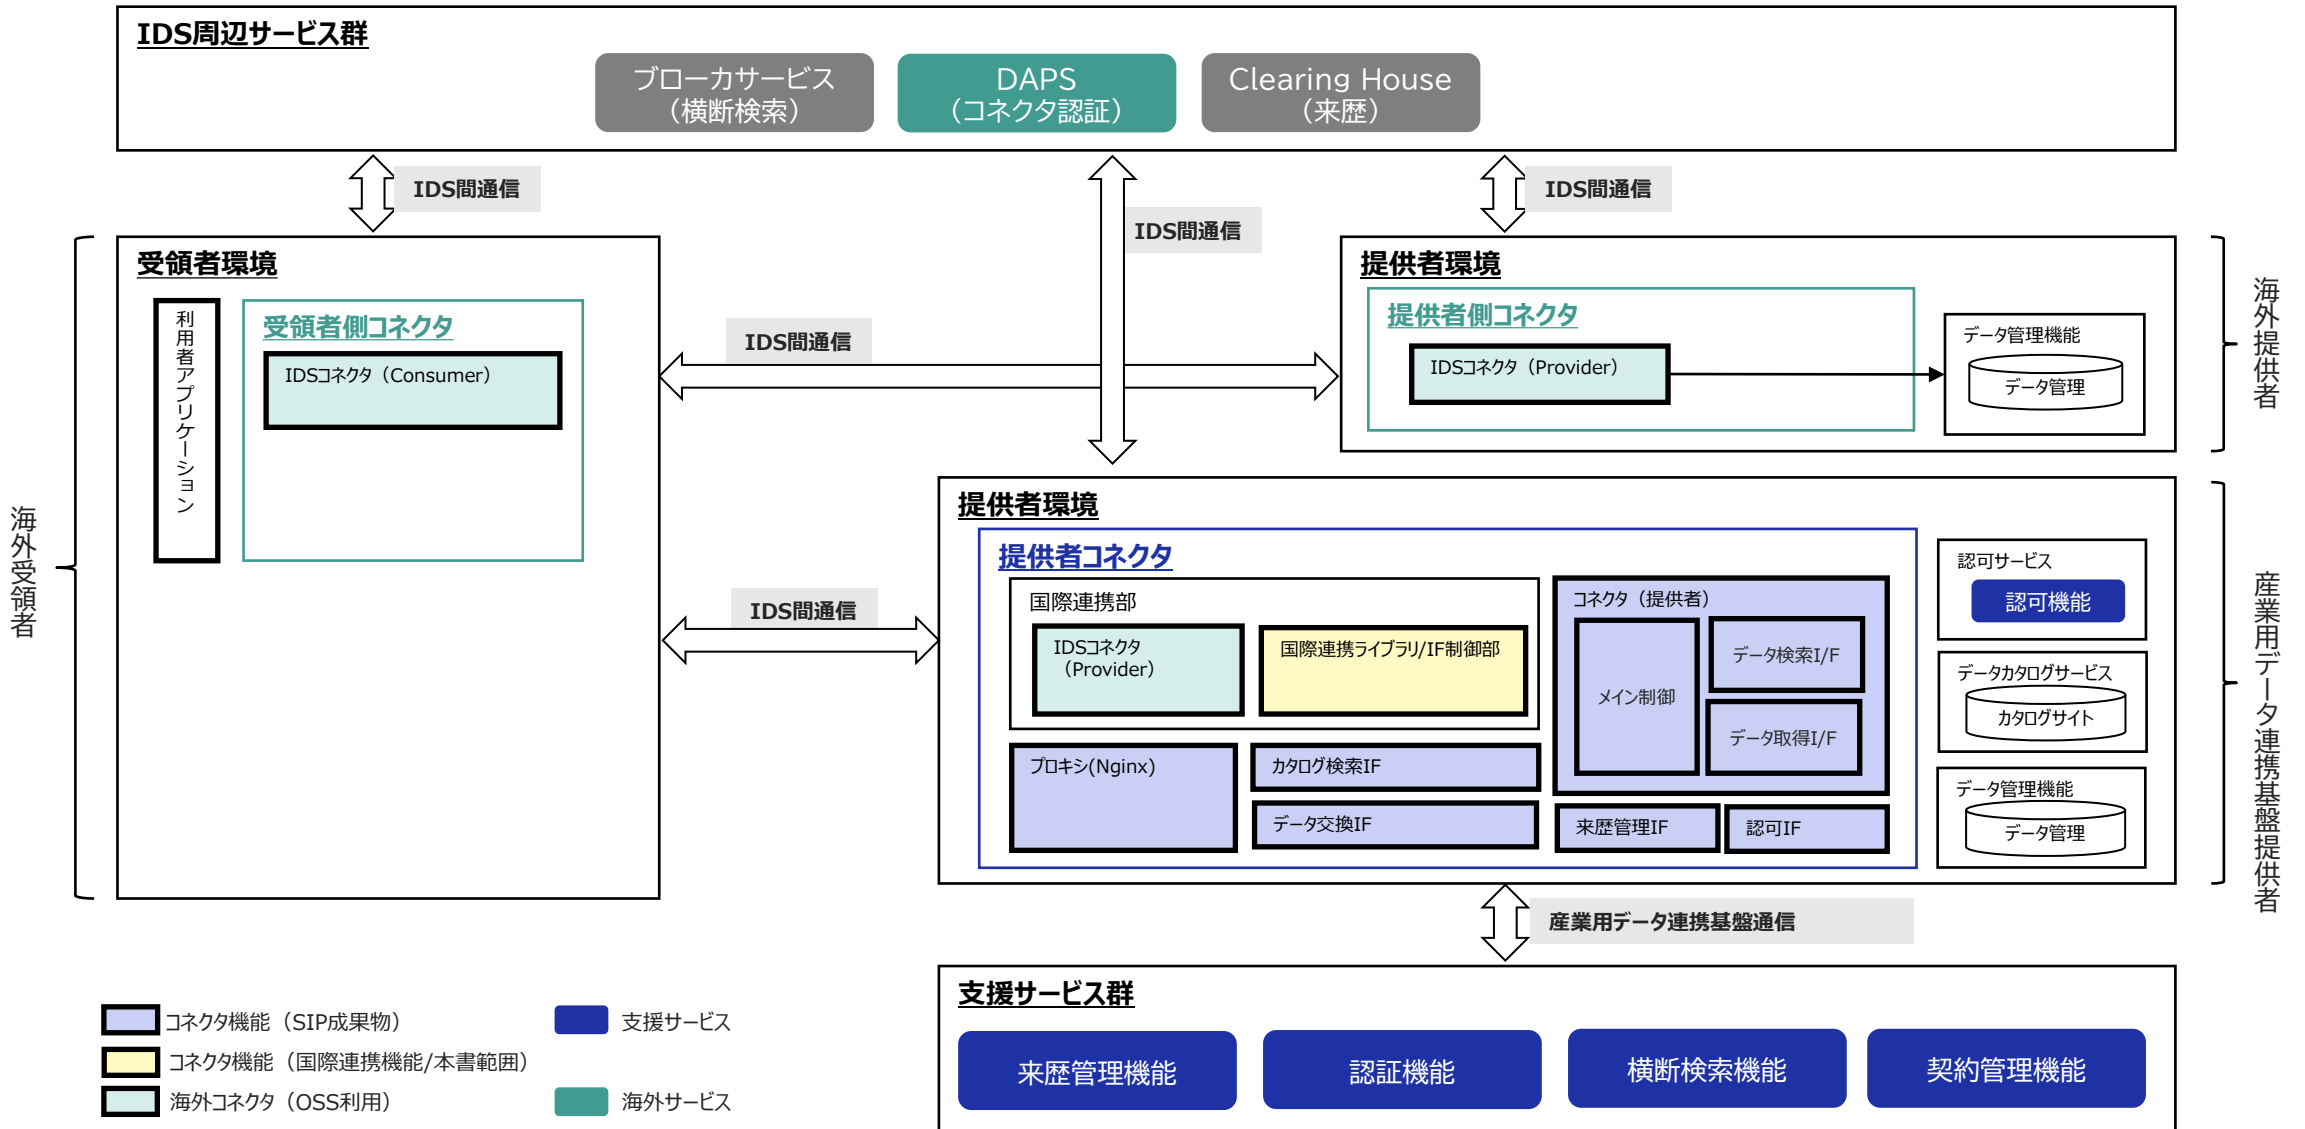 IDS周辺サービス群
ブローカサービス
（横断検索）
DAPS
（コネクタ認証）
Clearing House
（来歴）
IDS間通信
IDS間通信
IDS間通信
海外受領者
受領者環境
利用者アプリケーション
受領者側コネクタ
IDSコネクタ（Consumer）
IDS間通信
提供者環境
提供者側コネクタ
IDSコネクタ（Provider）
データ管理機能
データ管理
海外提供者
IDS間通信
提供者環境
提供者コネクタ
国際連携部
IDSコネクタ
（Provider）
国際連携ライブラリ/IF制御部
コネクタ（提供者）
メイン制御
データ検索I/F
データ取得I/F
プロキシ(Nginx)
カタログ検索IF
データ交換IF
来歴管理IF
認可IF
認可サービス
認可機能
データカタログサービス
カタログサイト
データ管理機能
データ管理
産業用データ連携基盤提供者
産業用データ連携基盤通信
支援サービス群
来歴管理機能
認証機能
横断検索機能
契約管理機能
コネクタ機能（SIP成果物）
コネクタ機能（国際連携機能/本書範囲）
海外コネクタ（OSS利用）
支援サービス
海外サービス